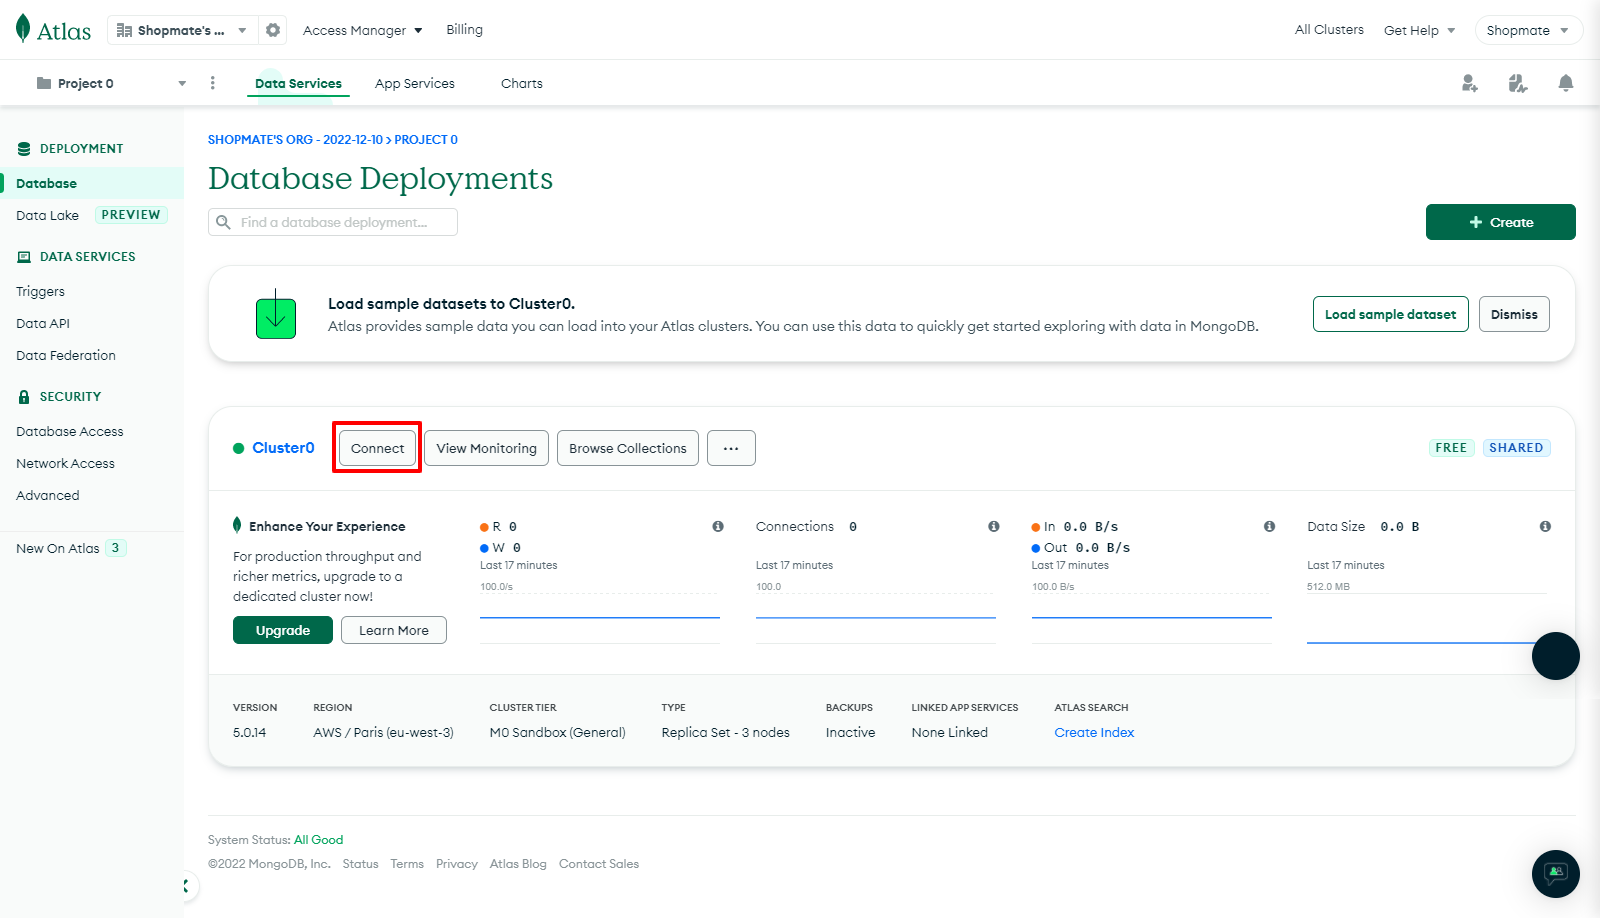 Atlas
Shopmate's ...
Access Manager
Billing
All Clusters
Get Help
Shopmate
Project 0
Data Services
App Services
Charts
DEPLOYMENT
Database
Data Lake PREVIEW
DATA SERVICES
Triggers
Data API
Data Federation
SECURITY
Database Access
Network Access
Advanced
New On Atlas 3
SHOPMATE'S ORG - 2022-12-10 > PROJECT 0
Database Deployments
Find a database deployment...
+ Create
Load sample datasets to Cluster0.
Atlas provides sample data you can load into your Atlas clusters. You can use this data to quickly get started exploring with data in MongoDB.
Load sample dataset
Dismiss
Cluster0
Connect
View Monitoring
Browse Collections
...
FREE
SHARED
Enhance Your Experience
For production throughput and
richer metrics, upgrade to a
dedicated cluster now!
Upgrade
Learn More
R 0
W 0
Last 17 minutes
100.0/s
Connections 0
Last 17 minutes
100.0
In 0.0 B/s
Out 0.0 B/s
Last 17 minutes
100.0 B/s
Data Size 0.0 B
Last 17 minutes
512.0 MB
VERSION
5.0.14
REGION
AWS / Paris (eu-west-3)
CLUSTER TIER
M0 Sandbox (General)
TYPE
Replica Set - 3 nodes
BACKUPS
Inactive
LINKED APP SERVICES
None Linked
ATLAS SEARCH
Create Index
System Status: All Good
©2022 MongoDB, Inc. Status Terms Privacy Atlas Blog Contact Sales